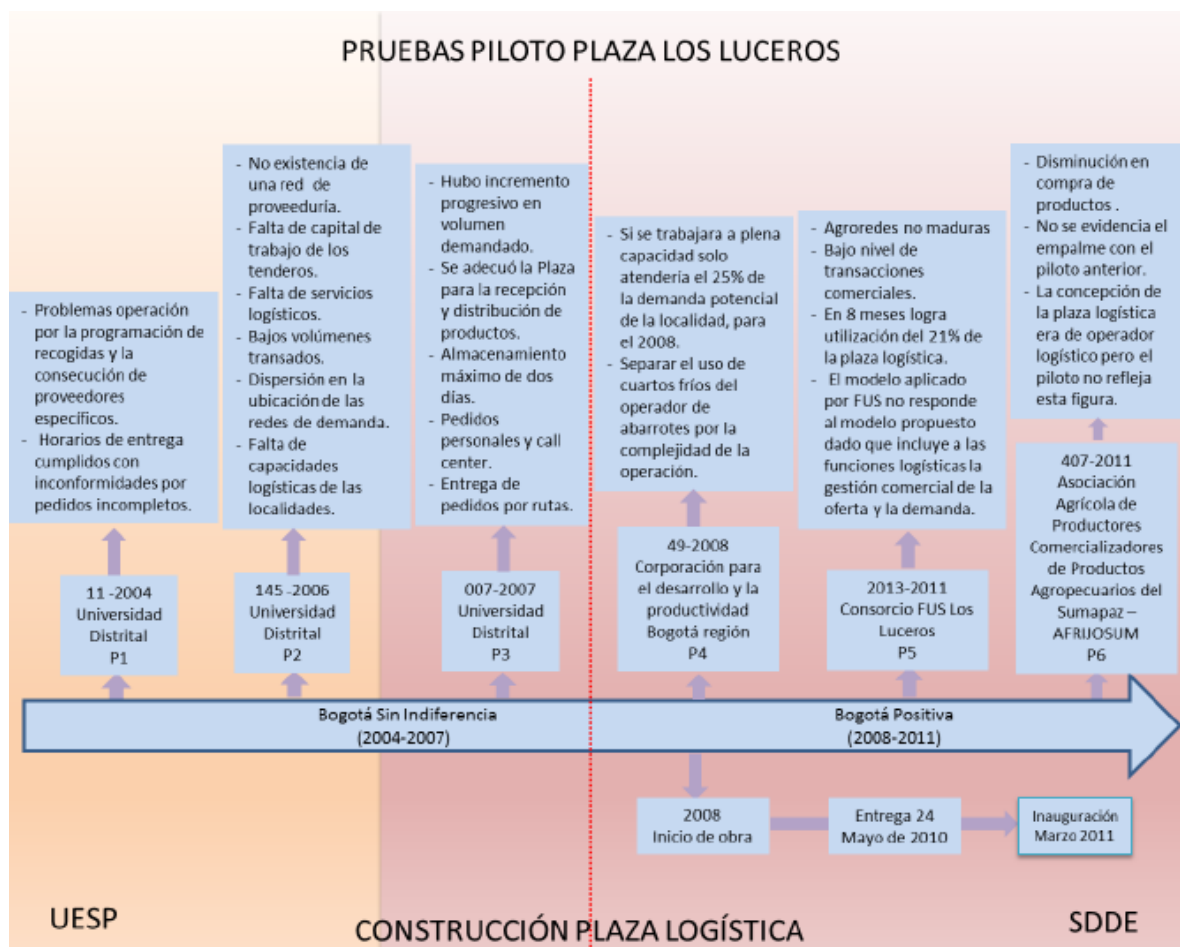 PRUEBAS PILOTO PLAZA LOS LUCEROS
- Problemas operación
por la programación de
recogidas y la
consecución de
proveedores
específicos.
- Horarios de entrega
cumplidos con
inconformidades por
pedidos incompletos.
- No existencia de
una red de
proveeduría.
- Falta de capital de
trabajo de los
tenderos.
- Falta de servicios
logísticos.
- Bajos volúmenes
transados.
- Dispersión en la
ubicación de las
redes de demanda.
- Falta de
capacidades
logísticas de las
localidades.
- Hubo incremento
progresivo en
volumen
demandado.
- Se adecuó la Plaza
para la recepción
y distribución de
productos.
- Almacenamiento
máximo de dos
días.
- Pedidos
personales y call
center.
- Entrega de
pedidos por rutas.
- Si se trabajara a plena
capacidad solo
atendería el 25% de
la demanda potencial
de la localidad, para
el 2008.
- Separar el uso de
cuartos fríos del
operador de
abarrotes por la
complejidad de la
operación.
- Agroredes no maduras
- Bajo nivel de
transacciones
comerciales.
- En 8 meses logra
utilización del 21% de
la plaza logística.
- El modelo aplicado
por FUS no responde
al modelo propuesto
dado que incluye a las
funciones logísticas la
gestión comercial de la
oferta y la demanda.
- Disminución en
compra de
productos .
- No se evidencia el
empalme con el
piloto anterior.
- La concepción de
la plaza logística
era de operador
logístico pero el
piloto no refleja
esta figura.
11 -2004
Universidad
Distrital
P1
145 -2006
Universidad
Distrital
P2
007-2007
Universidad
Distrital
P3
49-2008
Corporación para
el desarrollo y la
productividad
Bogotá región
P4
2013-2011
Consorcio FUS Los
Luceros
P5
407-2011
Asociación
Agrícola de
Productores
Comercializadores
de Productos
Agropecuarios del
Sumapaz –
AFRIJOSUM
P6
Bogotá Sin Indiferencia
(2004-2007)
Bogotá Positiva
(2008-2011)
2008
Inicio de obra
Entrega 24
Mayo de 2010
Inauguración
Marzo 2011
UESP
CONSTRUCCIÓN PLAZA LOGÍSTICA
SDDE